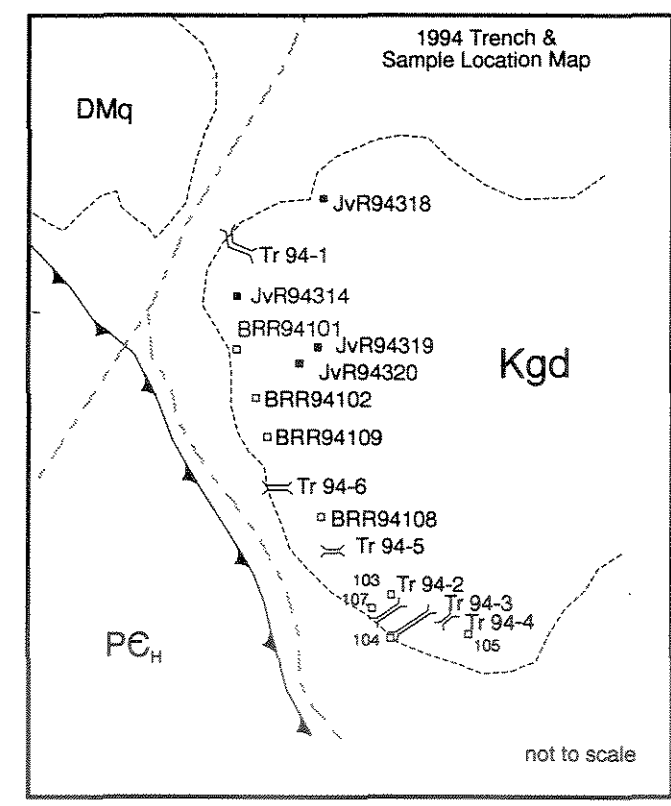 1994 Trench &
Sample Location Map
DMq
JvR94318
Tr 94-1
JvR94314
BRR94101
JvR94319
JvR94320
Kgd
BRR94102
BRR94109
Tr 94-6
BRR94108
Tr 94-5
103
Tr 94-2
107
Tr 94-3
Tr 94-4
104
105
PЄH
not to scale